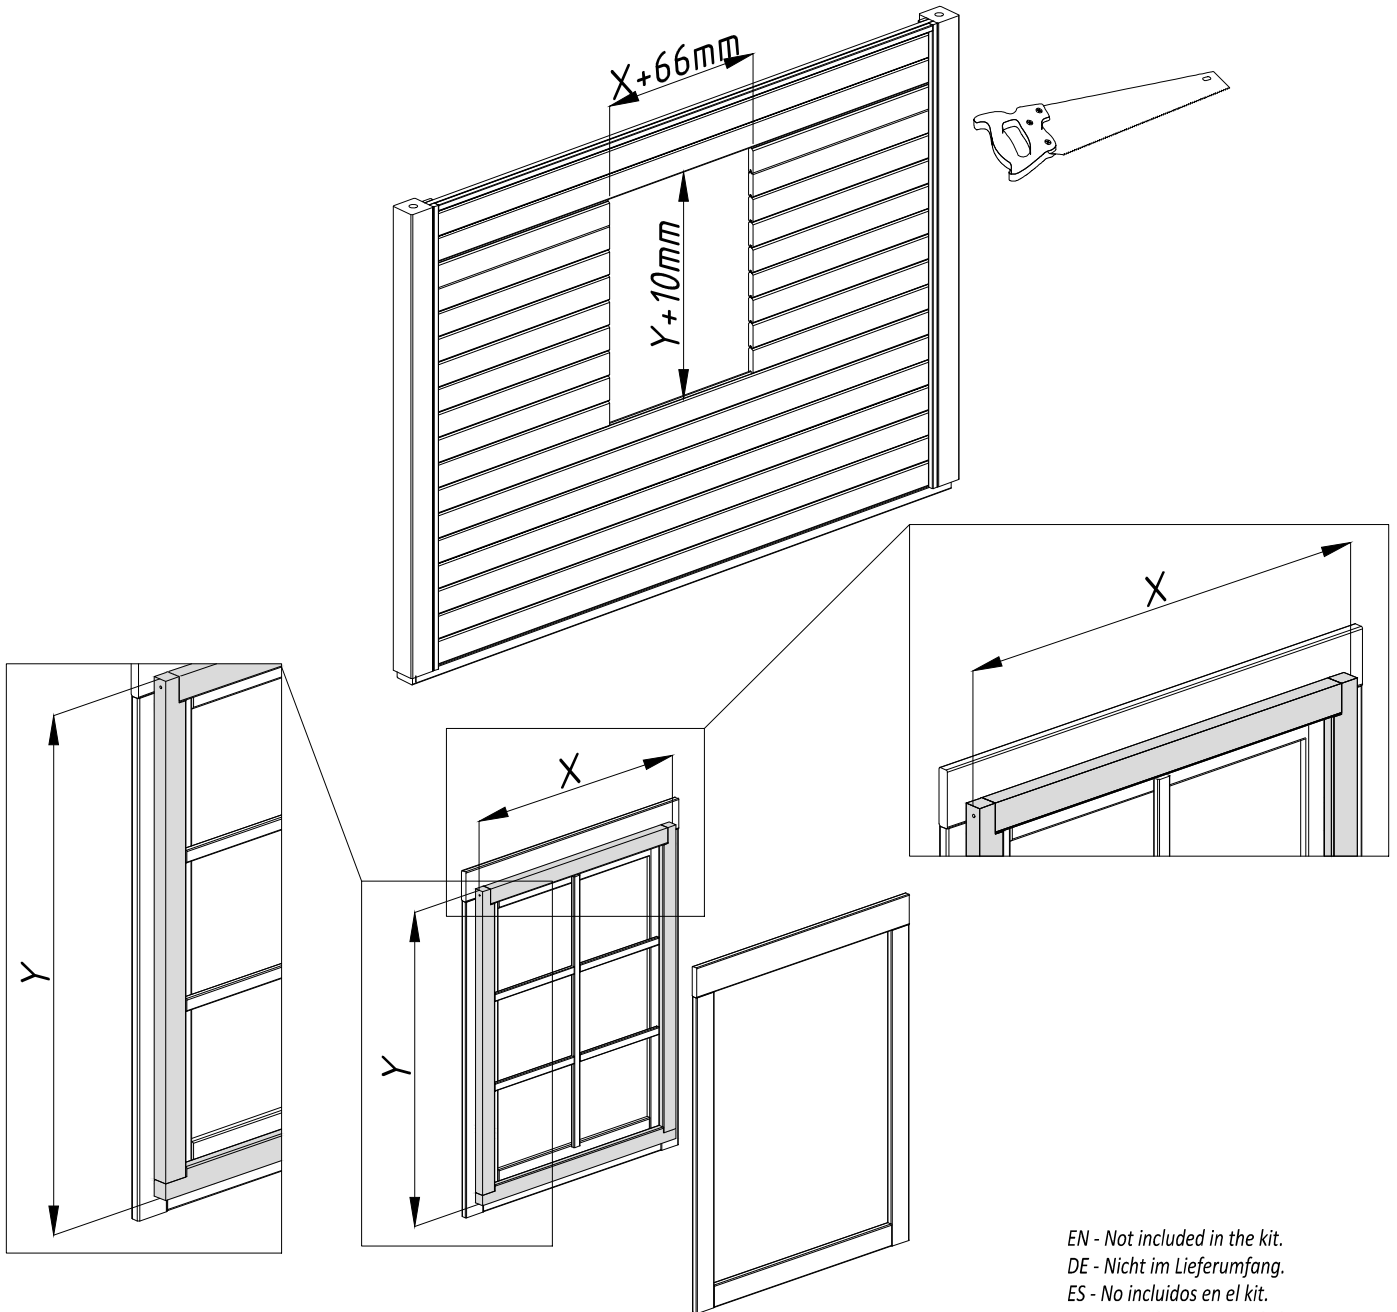 X+66mm
Y+10mm
X
X
Y
Y
EN - Not included in the kit.
DE - Nicht im Lieferumfang.
ES - No incluidos en el kit.